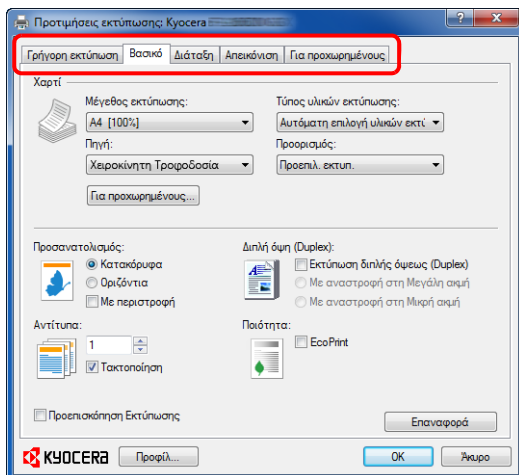 Προτιμήσεις εκτύπωσης: Kyocera
Γρήγορη εκτύπωση Βασικό Διάταξη Απεικόνιση Για προχωρημένους
Χαρτί
Μέγεθος εκτύπωσης: Τύπος υλικών εκτύπωσης:
A4 [100%] Αυτόματη επιλογή υλικών εκτύ
Πηγή: Προορισμός:
Χειροκίνητη Τροφοδοσία Προεπιλ. εκτυπ.
Για προχωρημένους...
Προσανατολισμός: Διπλή όψη (Duplex):
Κατακόρυφα Εκτύπωση διπλής όψεως (Duplex)
Οριζόντια Με αναστροφή στη Μεγάλη ακμή
Με περιστροφή Με αναστροφή στη Μικρή ακμή
Αντίτυπα: Ποιότητα:
1 EcoPrint
Τακτοποίηση
Προεπισκόπηση Εκτύπωσης
Επαναφορά
KYOCERA Προφίλ... OK Άκυρο